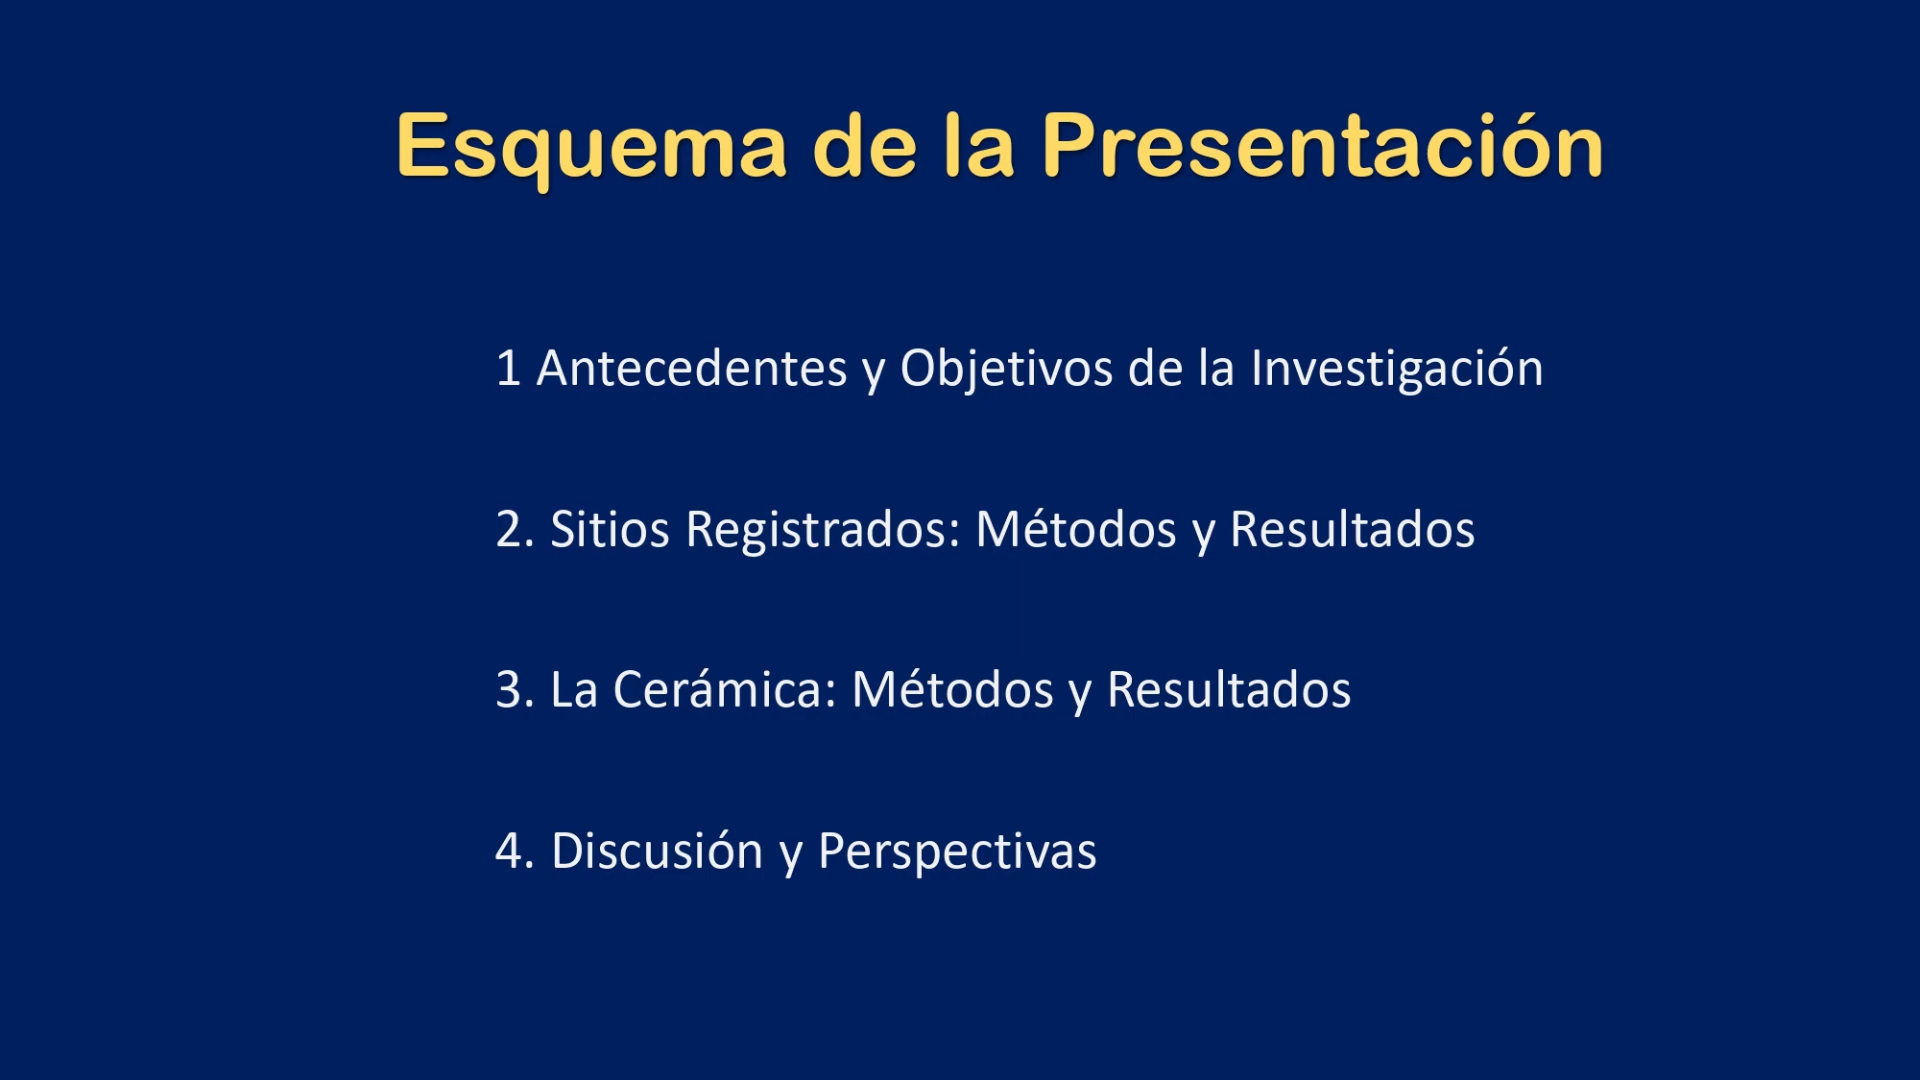 Esquema de la Presentación
1 Antecedentes y Objetivos de la Investigación
2. Sitios Registrados: Métodos y Resultados
3. La Cerámica: Métodos y Resultados
4. Discusión y Perspectivas